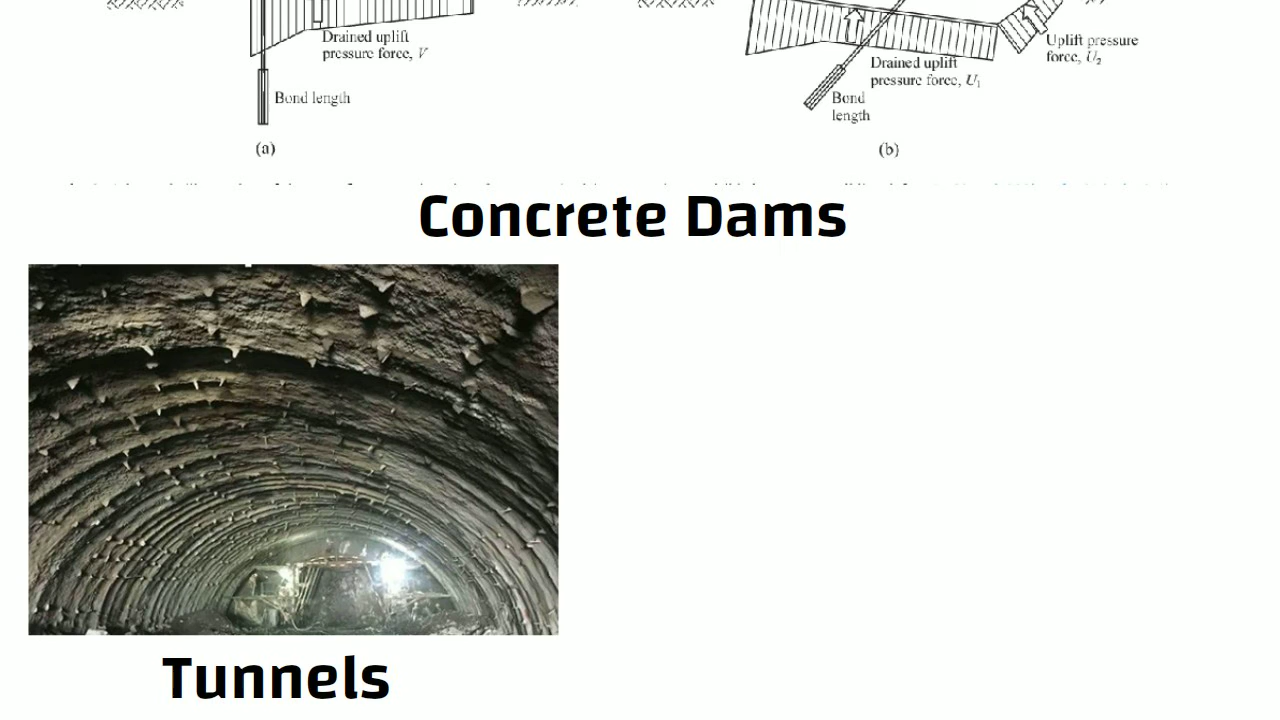 Drained uplift
pressure force, V
Bond length
(a)
Uplift pressure
force, U₂
Drained uplift
pressure force, U₁
Bond
length
(b)
Concrete Dams
Tunnels